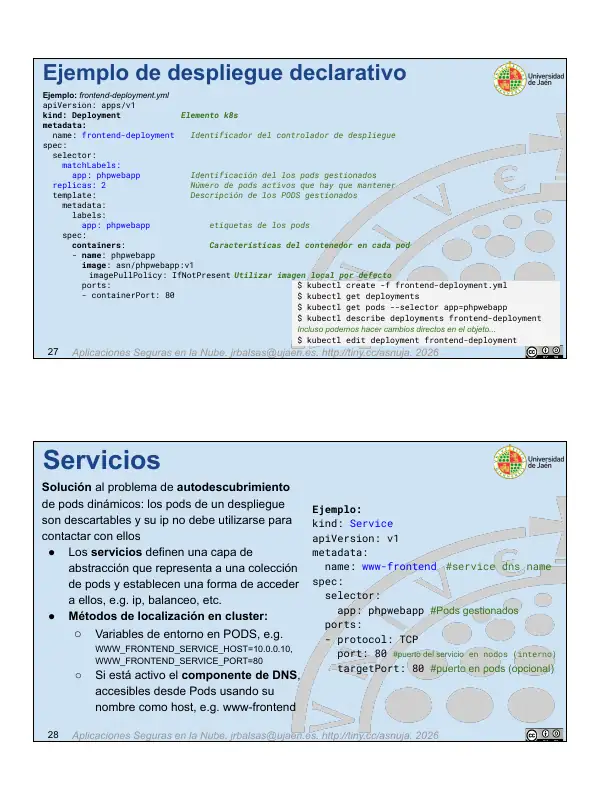 Ejemplo de despliegue declarativo
Universidad
de Jaén
Ejemplo: frontend-deployment.yml
apiVersion: apps/v1
kind: Deployment Elemento k8s
metadata:
name: frontend-deployment Identificador del controlador de despliegue
spec:
selector:
matchLabels:
app: phpwebapp Identificación del los pods gestionados
replicas: 2 Número de pods activos que hay que mantener
template: Descripción de los PODS gestionados
metadata:
labels:
app: phpwebapp etiquetas de los pods
spec:
containers: Características del contenedor en cada pod
- name: phpwebapp
image: asn/phpwebapp:v1
imagePullPolicy: IfNotPresent Utilizar imagen local por defecto
ports:
- containerPort: 80
$ kubectl create -f frontend-deployment.yml
$ kubectl get deployments
$ kubectl get pods --selector app=phpwebapp
$ kubectl describe deployments frontend-deployment
Incluso podemos hacer cambios directos en el objeto...
$ kubectl edit deployment frontend-deployment
27 Aplicaciones Seguras en la Nube. jrbalsas@ujaen.es. http://tiny.cc/asnuja. 2026
Servicios
Universidad
de Jaén
Solución al problema de autodescubrimiento
de pods dinámicos: los pods de un despliegue
son descartables y su ip no debe utilizarse para
contactar con ellos
● Los servicios definen una capa de
abstracción que representa a una colección
de pods y establecen una forma de acceder
a ellos, e.g. ip, balanceo, etc.
● Métodos de localización en cluster:
○ Variables de entorno en PODS, e.g.
WWW_FRONTEND_SERVICE_HOST=10.0.0.10,
WWW_FRONTEND_SERVICE_PORT=80
○ Si está activo el componente de DNS,
accesibles desde Pods usando su
nombre como host, e.g. www-frontend
Ejemplo:
kind: Service
apiVersion: v1
metadata:
name: www-frontend #service dns name
spec:
selector:
app: phpwebapp #Pods gestionados
ports:
- protocol: TCP
port: 80 #puerto del servicio en nodos (interno)
targetPort: 80 #puerto en pods (opcional)
28 Aplicaciones Seguras en la Nube. jrbalsas@ujaen.es. http://tiny.cc/asnuja. 2026